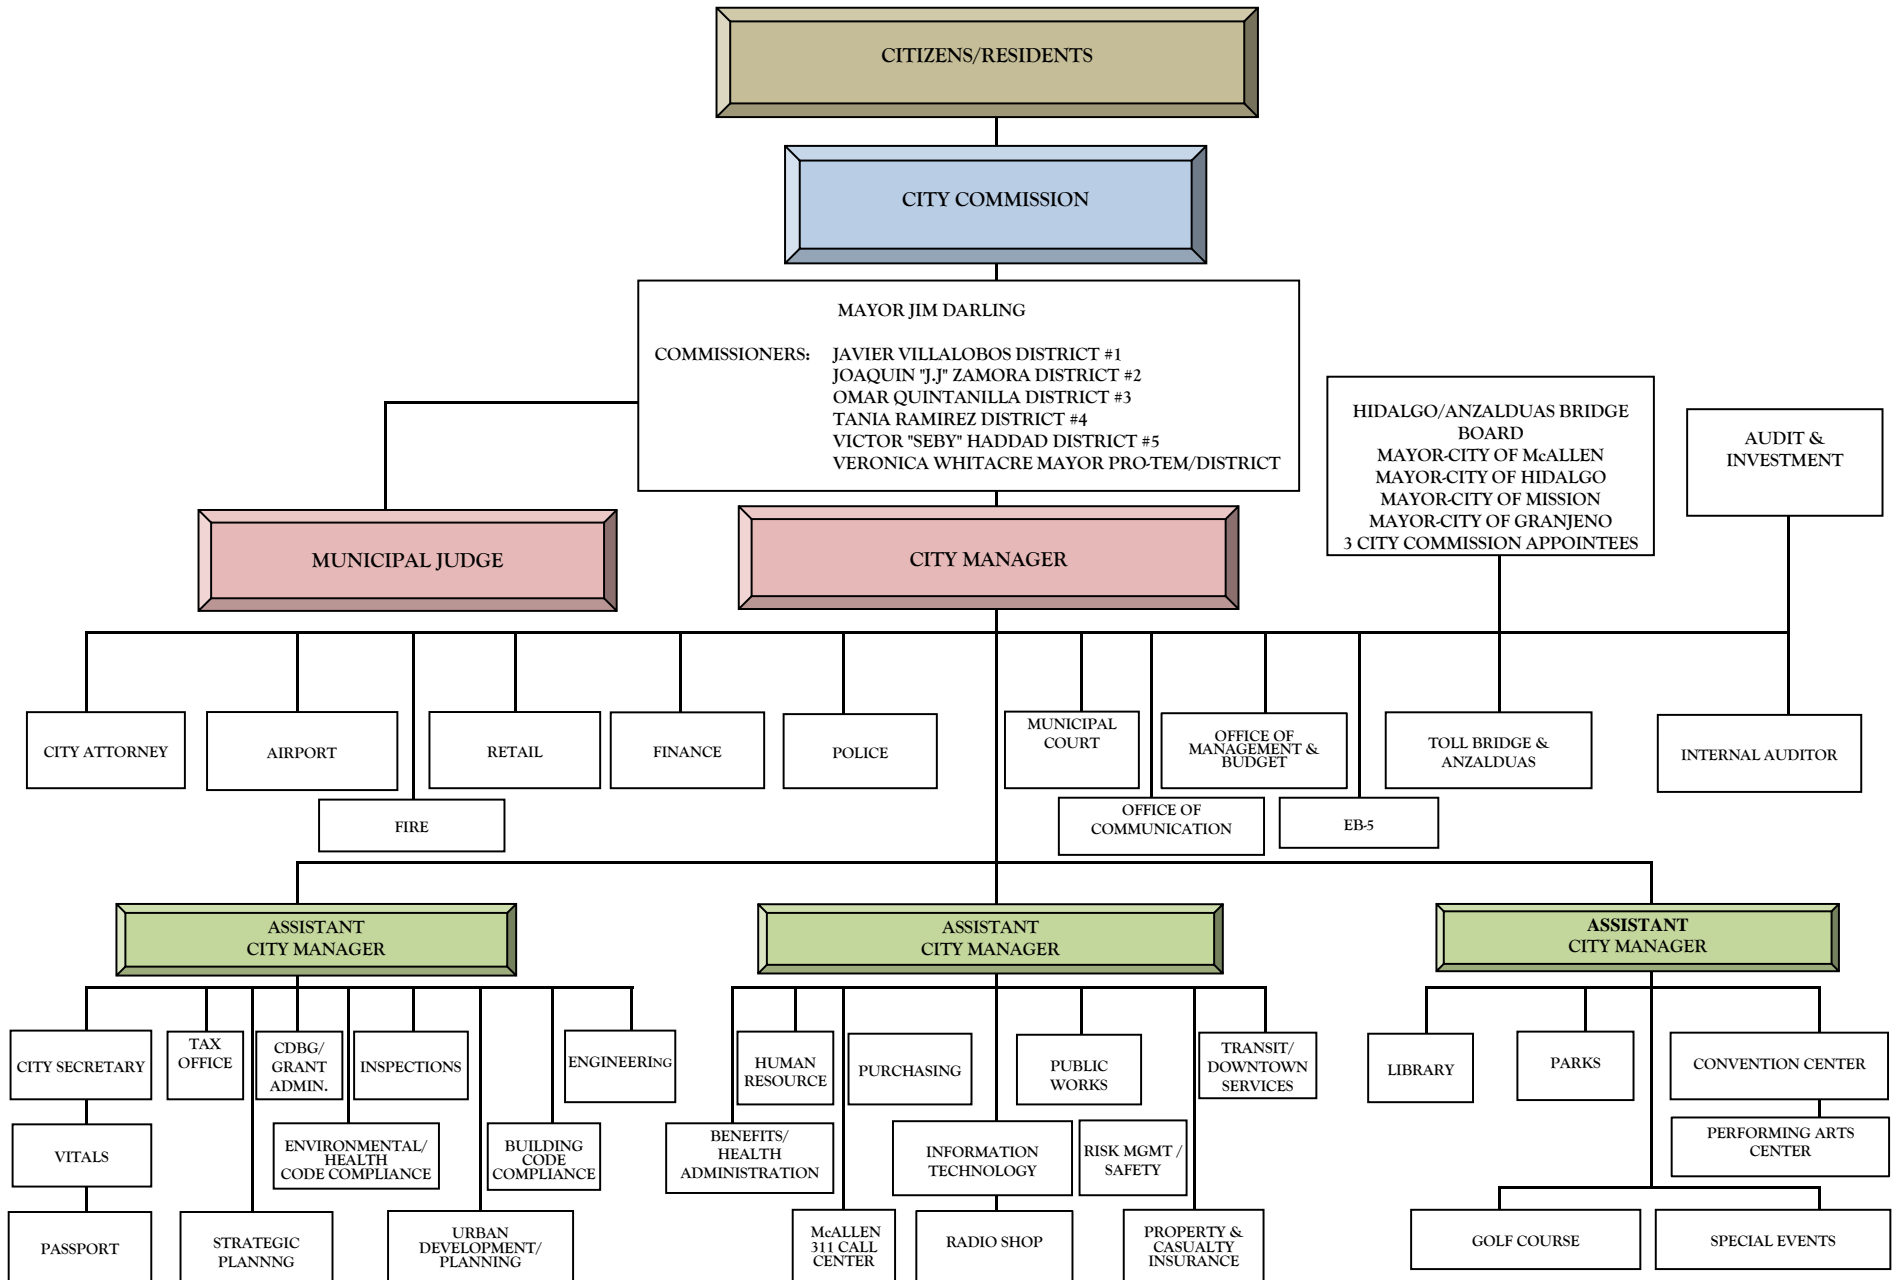 CITIZENS/RESIDENTS
CITY COMMISSION
MAYOR JIM DARLING
COMMISSIONERS: JAVIER VILLALOBOS DISTRICT #1
JOAQUIN "J.J" ZAMORA DISTRICT #2
OMAR QUINTANILLA DISTRICT #3
TANIA RAMIREZ DISTRICT #4
VICTOR "SEBY" HADDAD DISTRICT #5
VERONICA WHITACRE MAYOR PRO-TEM/DISTRICT
HIDALGO/ANZALDUAS BRIDGE
BOARD
MAYOR-CITY OF McALLEN
MAYOR-CITY OF HIDALGO
MAYOR-CITY OF MISSION
MAYOR-CITY OF GRANJENO
3 CITY COMMISSION APPOINTEES
AUDIT &
INVESTMENT
MUNICIPAL JUDGE
CITY MANAGER
CITY ATTORNEY
AIRPORT
FIRE
RETAIL
FINANCE
POLICE
MUNICIPAL
COURT
OFFICE OF
COMMUNICATION
OFFICE OF
MANAGEMENT &
BUDGET
EB-5
TOLL BRIDGE &
ANZALDUAS
INTERNAL AUDITOR
ASSISTANT
CITY MANAGER
ASSISTANT
CITY MANAGER
ASSISTANT
CITY MANAGER
CITY SECRETARY
TAX
OFFICE
CDBG/
GRANT
ADMIN.
INSPECTIONS
ENGINEERING
VITALS
ENVIRONMENTAL/
HEALTH
CODE COMPLIANCE
BUILDING
CODE
COMPLIANCE
PASSPORT
STRATEGIC
PLANNNG
URBAN
DEVELOPMENT/
PLANNING
HUMAN
RESOURCE
PURCHASING
PUBLIC
WORKS
TRANSIT/
DOWNTOWN
SERVICES
BENEFITS/
HEALTH
ADMINISTRATION
INFORMATION
TECHNOLOGY
RISK MGMT /
SAFETY
McALLEN
311 CALL
CENTER
RADIO SHOP
PROPERTY &
CASUALTY
INSURANCE
LIBRARY
PARKS
CONVENTION CENTER
PERFORMING ARTS
CENTER
GOLF COURSE
SPECIAL EVENTS